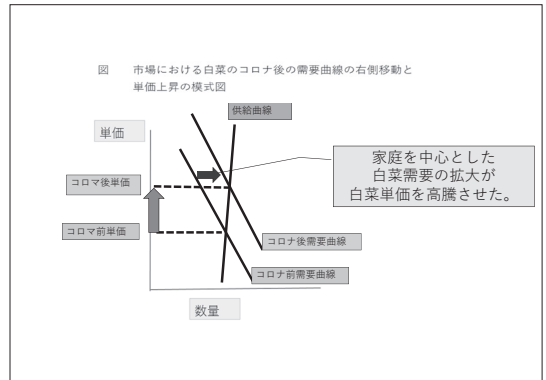 図 市場における白菜のコロナ後の需要曲線の右側移動と
単価上昇の模式図
供給曲線
単価
家庭を中心とした
白菜需要の拡大が
白菜単価を高騰させた。
コロマ後単価
コロマ前単価
コロナ後需要曲線
コロナ前需要曲線
数量